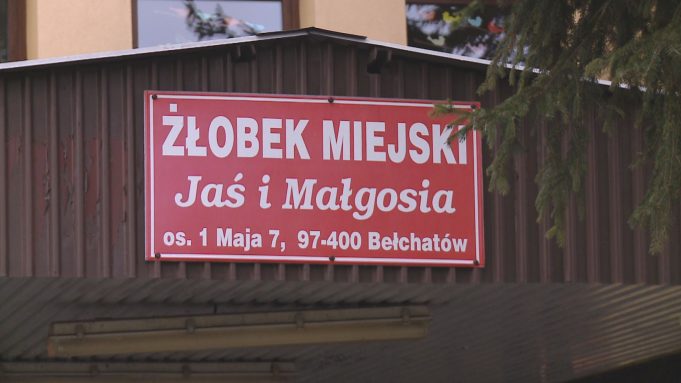 ŻŁOBEK MIEJSKI
Jaś i Małgosia
os. 1 Maja 7, 97-400 Bełchatów